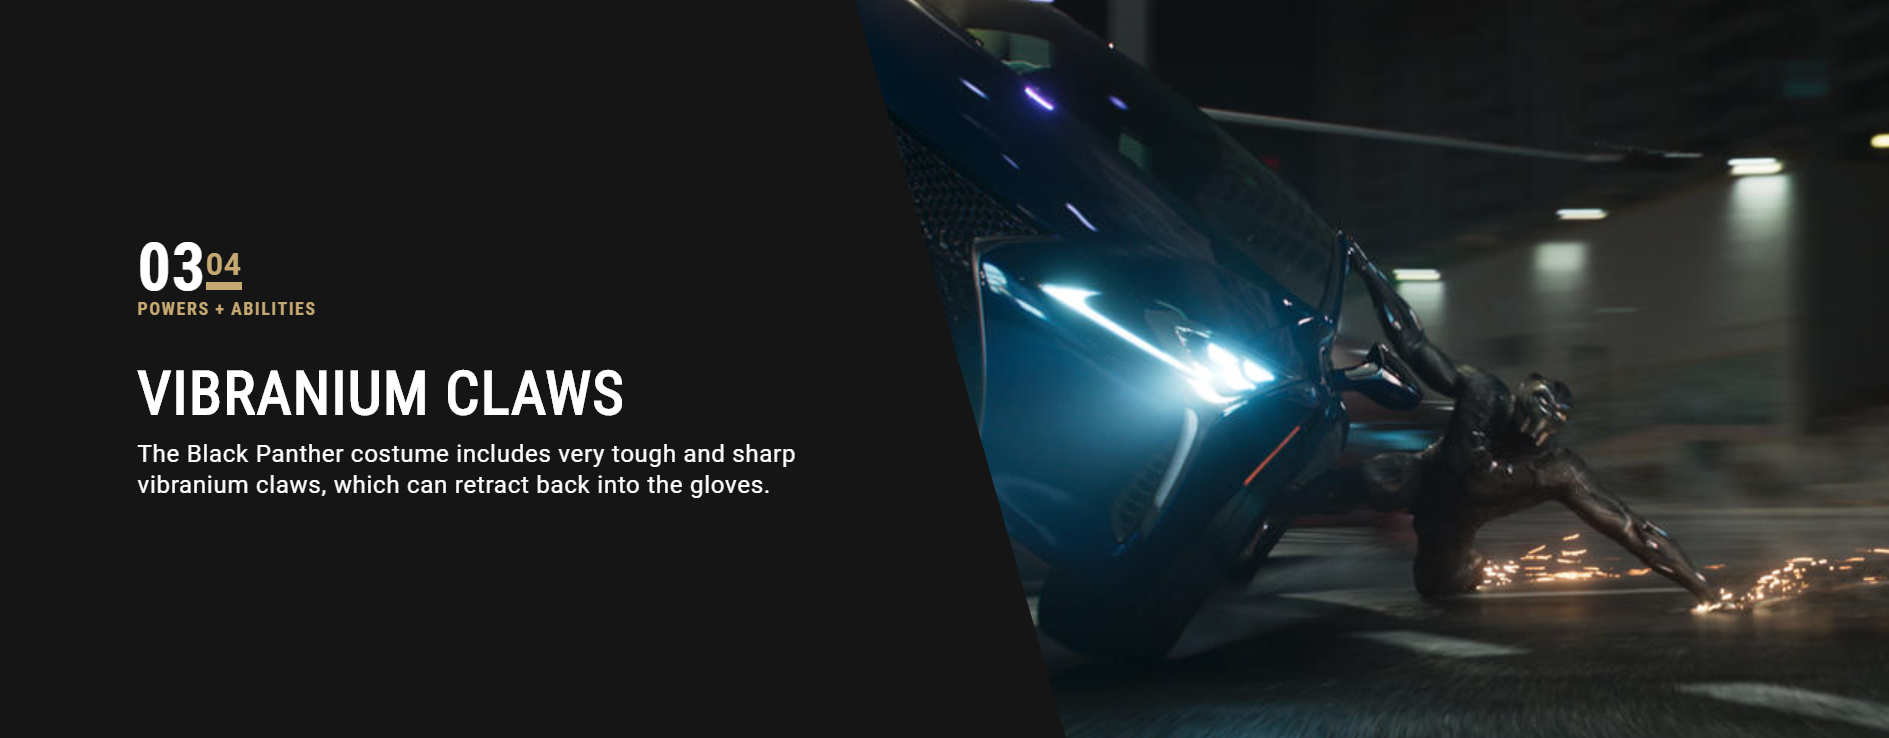 0304
POWERS + ABILITIES
VIBRANIUM CLAWS
The Black Panther costume includes very tough and sharp
vibranium claws, which can retract back into the gloves.